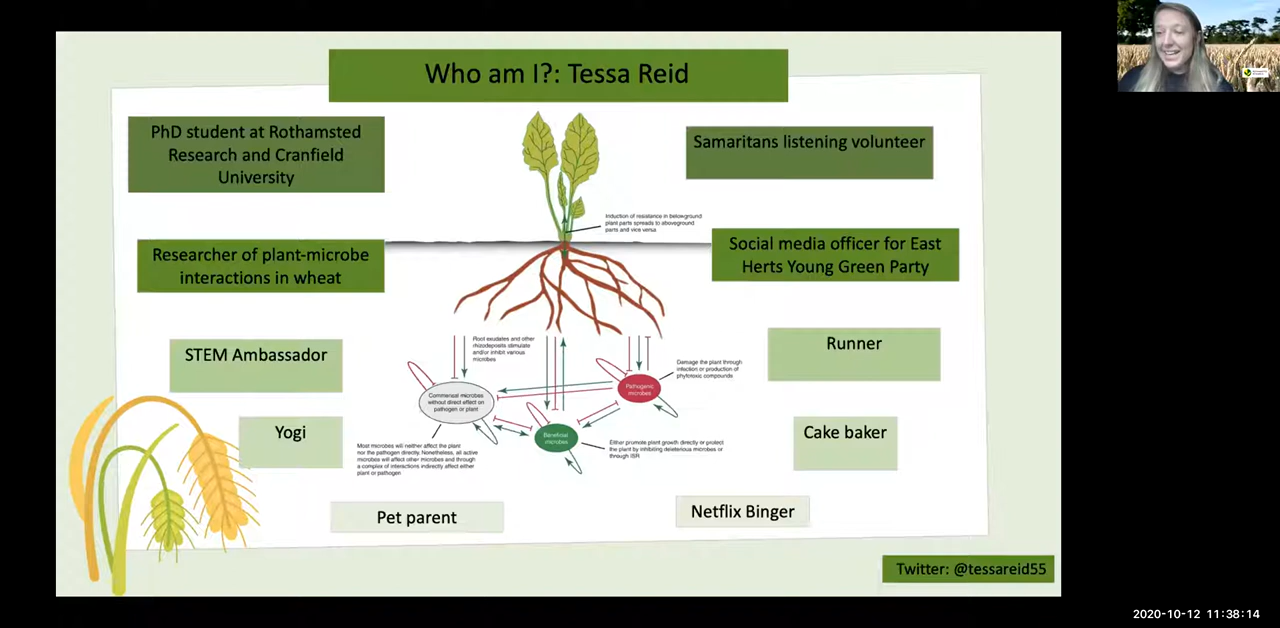 Who am I?: Tessa Reid
PhD student at Rothamsted
Research and Cranfield
University
Samaritans listening volunteer
Induction of resistance in belowground
plant parts spreads to aboveground
parts and vice versa
Researcher of plant-microbe
interactions in wheat
Social media officer for East
Herts Young Green Party
STEM Ambassador
Root exudates and other
rhizodeposits stimulate
and/or inhibit various
microbes
Runner
Damage the plant through
infection or production of
phytotoxic compounds
Pathogenic
microbes
Commensal microbes
without direct effect on
pathogen or plant
Yogi
Beneficial
microbes
Cake baker
Most microbes will neither affect the plant
nor the pathogen directly. Nonetheless, all active
microbes will affect other microbes and through
a complex of interactions indirectly affect either
plant or pathogen
Either promote plant growth directly or protect
the plant by inhibiting deleterious microbes or
through ISR
Pet parent
Netflix Binger
Twitter: @tessareid55
2020-10-12 11:38:14